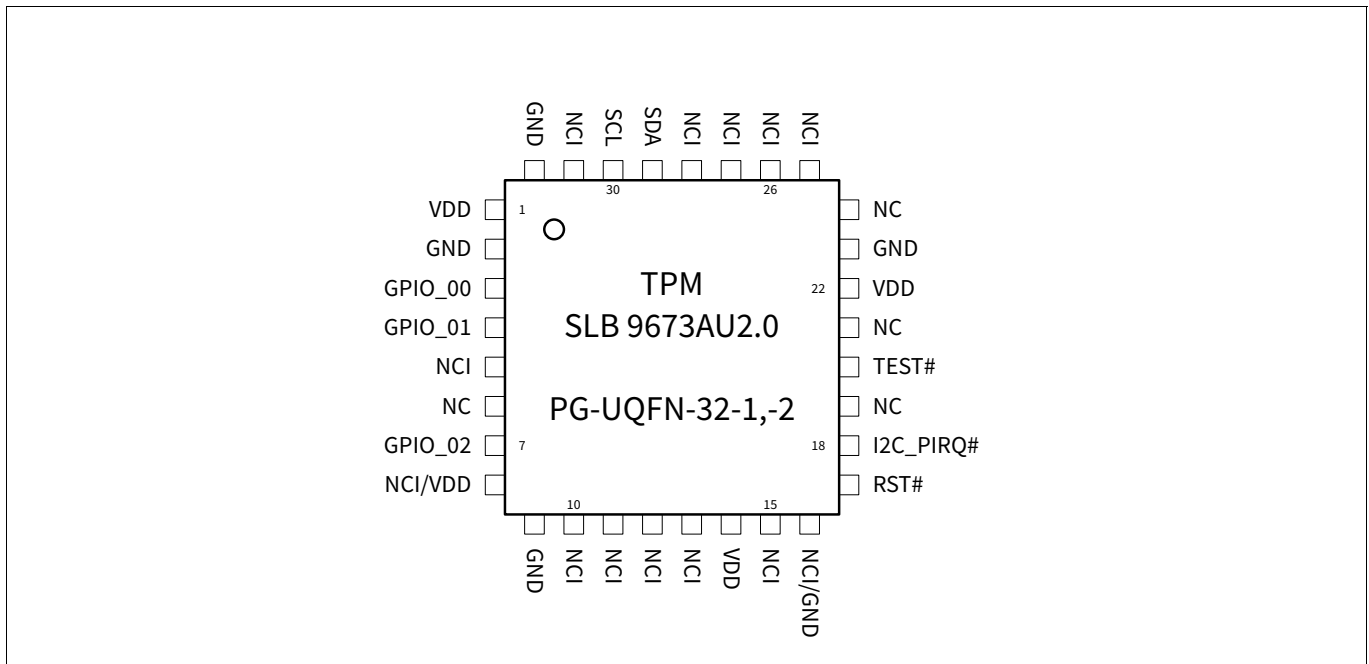 GND
NCI
SCL
SDA
NCI
NCI
NCI
NCI
30
26
VDD
1
NC
GND
GND
GPIO_00
TPM
22
VDD
GPIO_01
SLB 9673AU2.0
NC
NCI
TEST#
NC
PG-UQFN-32-1,-2
NC
GPIO_02
7
18
I2C_PIRQ#
NCI/VDD
RST#
10
15
GND
NCI
NCI
NCI
NCI
VDD
NCI
NCI/GND